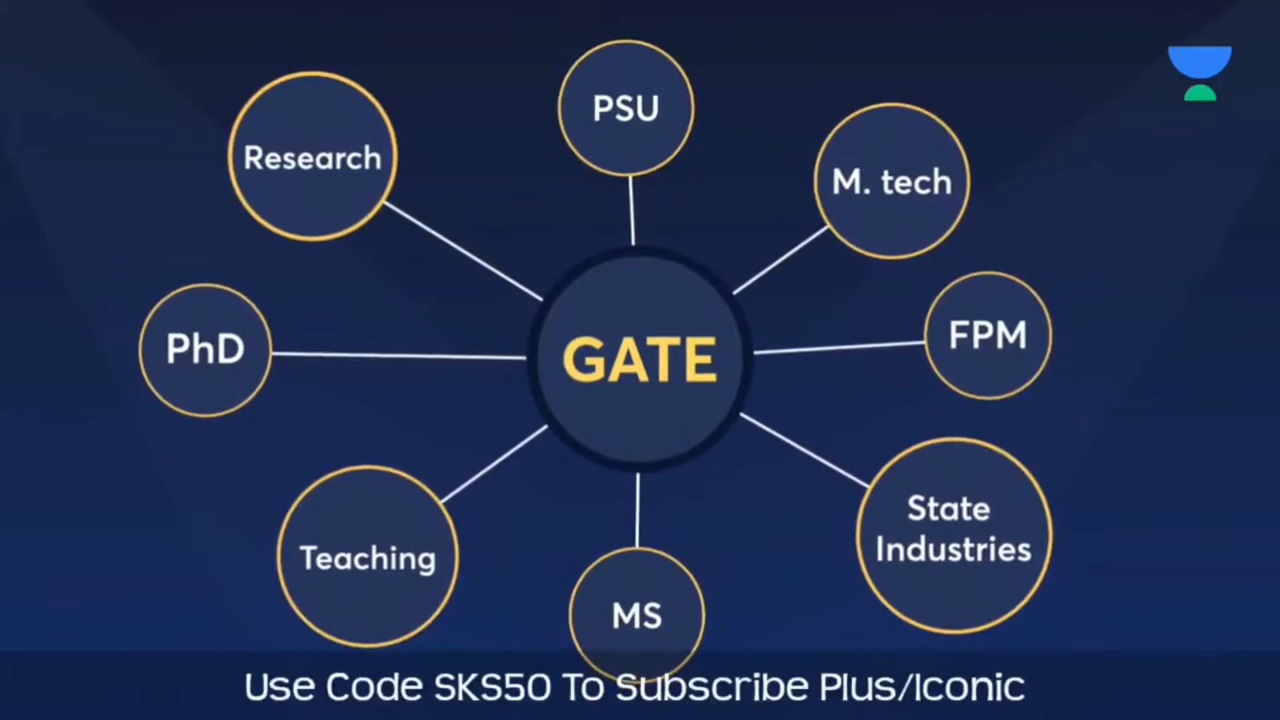 PSU
Research
M. tech
PhD
GATE
FPM
Teaching
State
Industries
MS
Use Code SKS50 To Subscribe Plus/Iconic